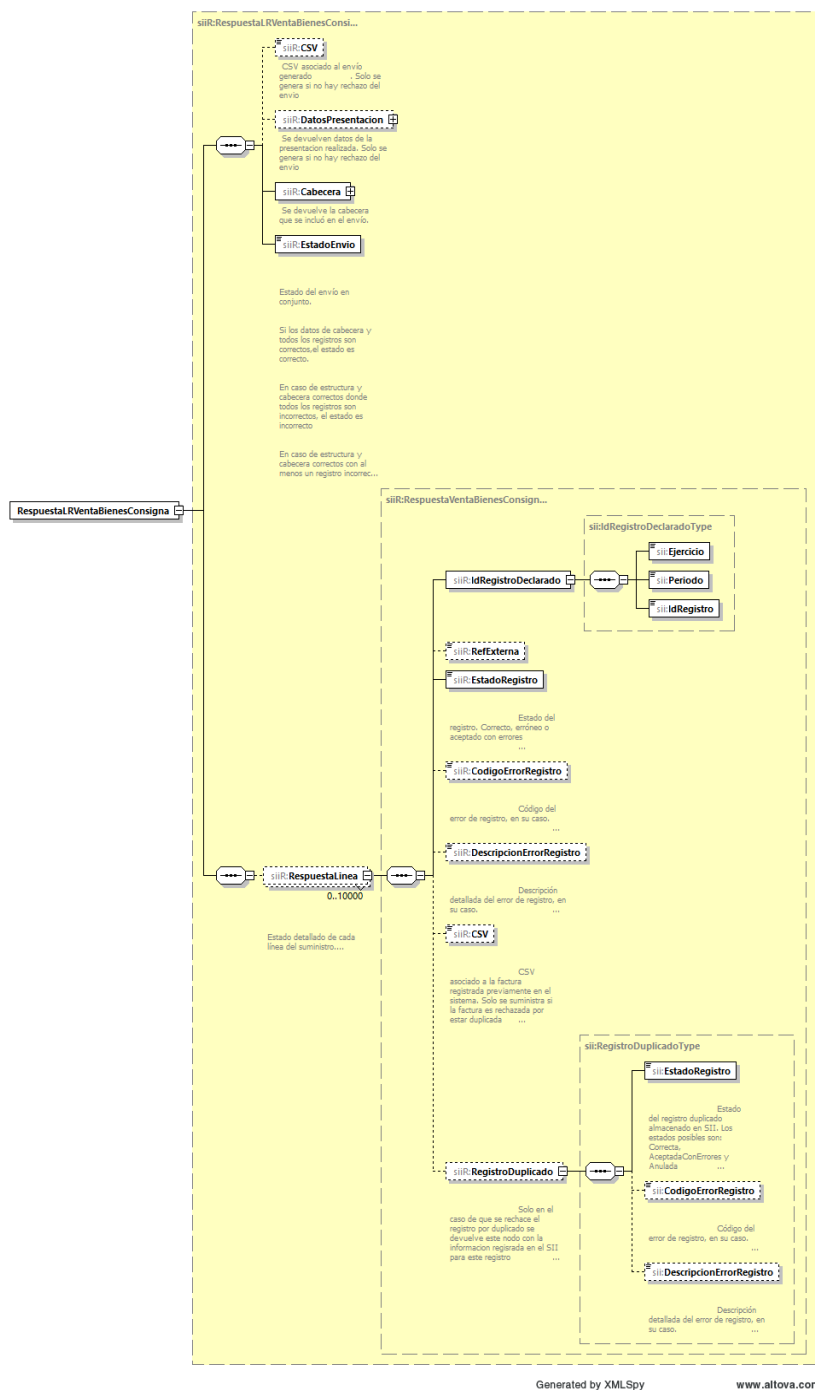 siiR:RespuestaLRVentaBienesConsi...
siiR:CSV
CSV asociado al envío
generado . Solo se
genera si no hay rechazo del
envio
siiR:DatosPresentacion
Se devuelven datos de la
presentacion realizada. Solo se
genera si no hay rechazo del
envio
siiR:Cabecera
Se devuelve la cabecera
que se incluó en el envío.
siiR:EstadoEnvio
Estado del envío en
conjunto.
Si los datos de cabecera y
todos los registros son
correctos,el estado es
correcto.
En caso de estructura y
cabecera correctos donde
todos los registros son
incorrectos, el estado es
incorrecto
En caso de estructura y
cabecera correctos con al
menos un registro incorrec...
RespuestaLRVentaBienesConsigna
siiR:RespuestaVentaBienesConsign...
sii:IdRegistroDeclaradoType
sii:Ejercicio
siiR:IdRegistroDeclarado
sii:Periodo
sii:IdRegistro
siiR:RefExterna
siiR:EstadoRegistro
Estado del
registro. Correcto, erróneo o
aceptado con errores
...
siiR:CodigoErrorRegistro
Código del
error de registro, en su caso.
...
siiR:DescripcionErrorRegistro
siiR:RespuestaLinea
0..10000
Estado detallado de cada
línea del suministro....
Descripción
detallada del error de registro, en
su caso. ...
siiR:CSV
CSV
asociado a la factura
registrada previamente en el
sistema. Solo se suministra si
la factura es rechazada por
estar duplicada ...
sii:RegistroDuplicadoType
sii:EstadoRegistro
Estado
del registro duplicado
almacenado en SII. Los
estados posibles son:
Correcta,
AceptadaConErrores y
Anulada ...
siiR:RegistroDuplicado
Solo en el
caso de que se rechace el
registro por duplicado se
devuelve este nodo con la
informacion regisrada en el SII
para este registro ...
sii:CodigoErrorRegistro
Código del
error de registro, en su caso.
...
sii:DescripcionErrorRegistro
Descripción
detallada del error de registro, en
su caso. ...
Generated by XMLSpy
www.altova.com